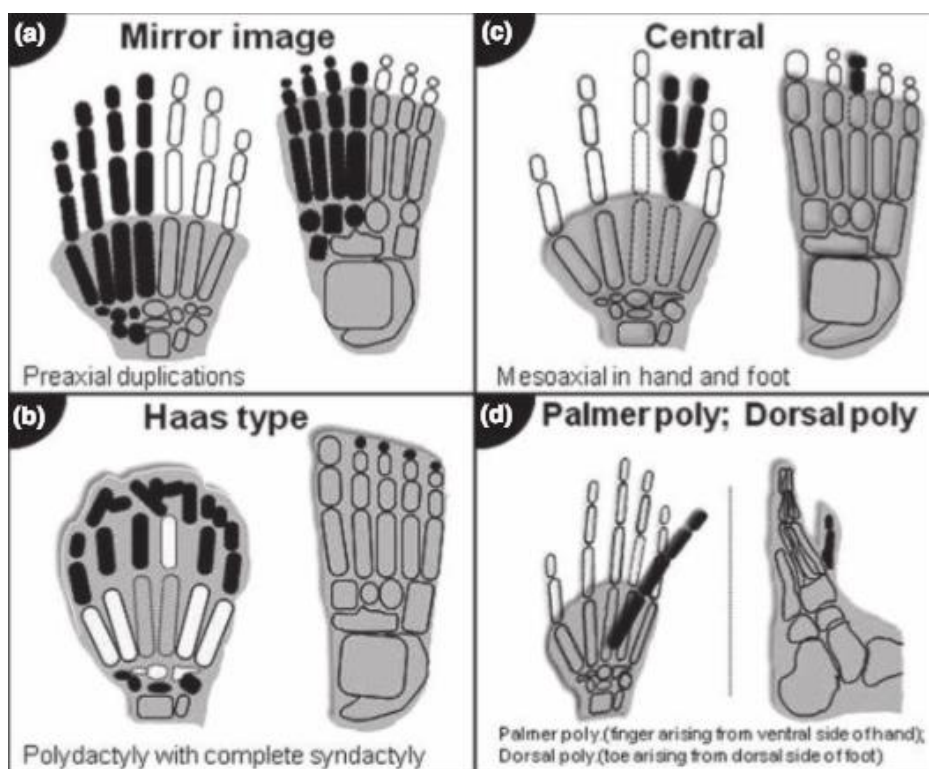 (a) Mirror image
Preaxial duplications
(c) Central
Mesoaxial in hand and foot
(b) Haas type
Polydactyly with complete syndactyly
(d) Palmer poly; Dorsal poly
Palmer poly:(finger arising from ventral side of hand);
Dorsal poly:(toe arising from dorsal side of foot)